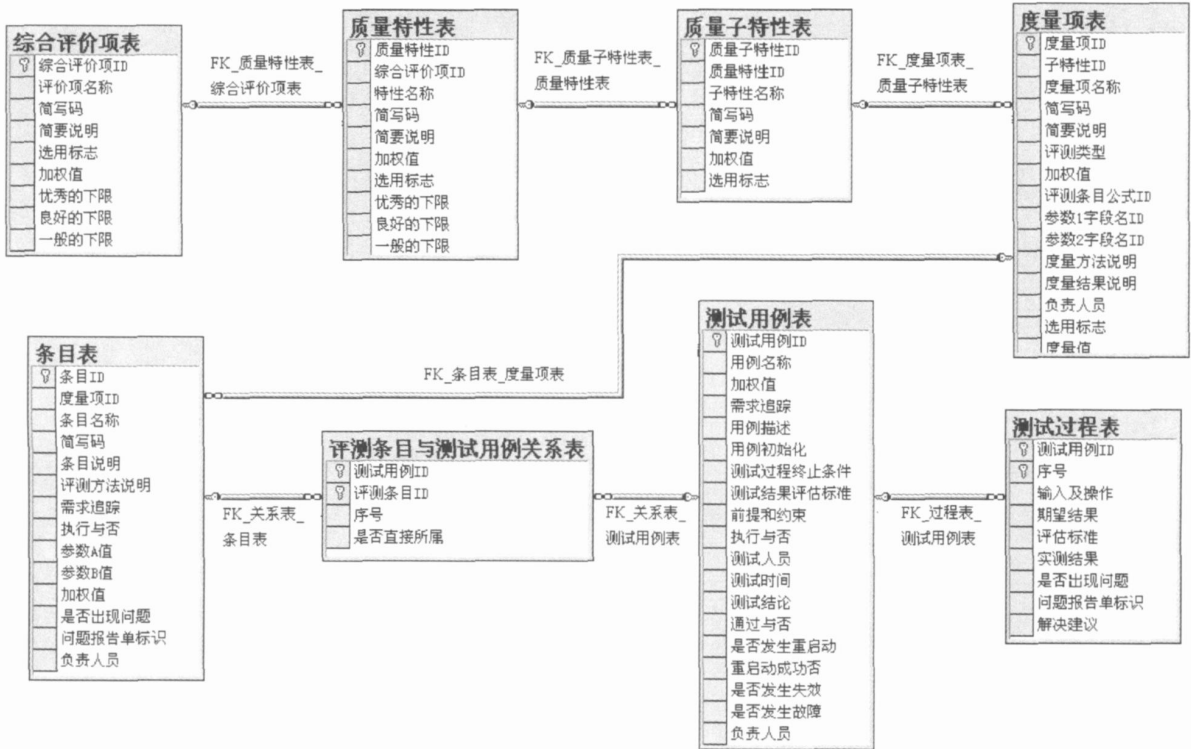 综合评价项表
综合评价项ID
评价项名称
简写码
简要说明
选用标志
加权值
优秀的下限
良好的下限
一般的下限
FK_质量特性表_
综合评价项表
质量特性表
质量特性ID
综合评价项ID
特性名称
简写码
简要说明
加权值
选用标志
优秀的下限
良好的下限
一般的下限
FK_质量子特性表_
质量特性表
质量子特性表
质量子特性ID
质量特性ID
子特性名称
简写码
简要说明
加权值
选用标志
FK_度量项表_
质量子特性表
度量项表
度量项ID
子特性ID
度量项名称
简写码
简要说明
评测类型
加权值
评测条目公式ID
参数1字段名ID
参数2字段名ID
度量方法说明
度量结果说明
负责人员
选用标志
度量值
FK_条目表_度量项表
条目表
条目ID
度量项ID
条目名称
简写码
条目说明
评测方法说明
需求追踪
执行与否
参数A值
参数B值
加权值
是否出现问题
问题报告单标识
负责人员
FK_关系表_
条目表
评测条目与测试用例关系表
测试用例ID
评测条目ID
序号
是否直接所属
FK_关系表_
测试用例表
测试用例表
测试用例ID
用例名称
加权值
需求追踪
用例描述
用例初始化
测试过程终止条件
测试结果评估标准
前提和约束
执行与否
测试人员
测试时间
测试结论
通过与否
是否发生重启动
重启动成功否
是否发生失效
是否发生故障
负责人员
FK_过程表_
测试用例表
测试过程表
测试用例ID
序号
输入及操作
期望结果
评估标准
实测结果
是否出现问题
问题报告单标识
解决建议